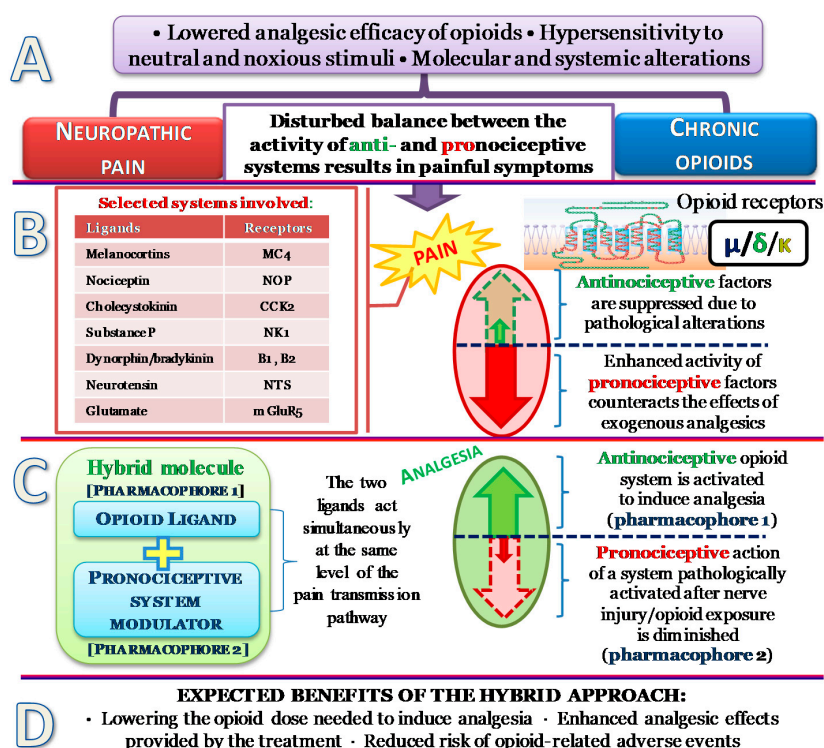 A
• Lowered analgesic efficacy of opioids • Hypersensitivity to
neutral and noxious stimuli • Molecular and systemic alterations
NEUROPATHIC
PAIN
Disturbed balance between the
activity of anti- and pronociceptive
systems results in painful symptoms
CHRONIC
OPIOIDS
B
Selected systems involved:
Ligands Receptors
Melanocortins MC4
Nociceptin NOP
Cholecystokinin CCK2
Substance P NK1
Dynorphin/bradykinin B1 , B2
Neurotensin NTS
Glutamate mGluR5
PAIN
Opioid receptors
μ/δ/κ
Antinociceptive factors
are suppressed due to
pathological alterations
Enhanced activity of
pronociceptive factors
counteracts the effects of
exogenous analgesics
C
Hybrid molecule
[PHARMACOPHORE 1]
OPIOID LIGAND
+
PRONOCICEPTIVE
SYSTEM
MODULATOR
[PHARMACOPHORE 2]
The two
ligands act
simultaneously
at the same
level of the
pain transmission
pathway
ANALGESIA
Antinociceptive opioid
system is activated
to induce analgesia
(pharmacophore 1)
Pronociceptive action
of a system pathologically
activated after nerve
injury/opioid exposure
is diminished
(pharmacophore 2)
D
EXPECTED BENEFITS OF THE HYBRID APPROACH:
· Lowering the opioid dose needed to induce analgesia · Enhanced analgesic effects
provided by the treatment · Reduced risk of opioid-related adverse events